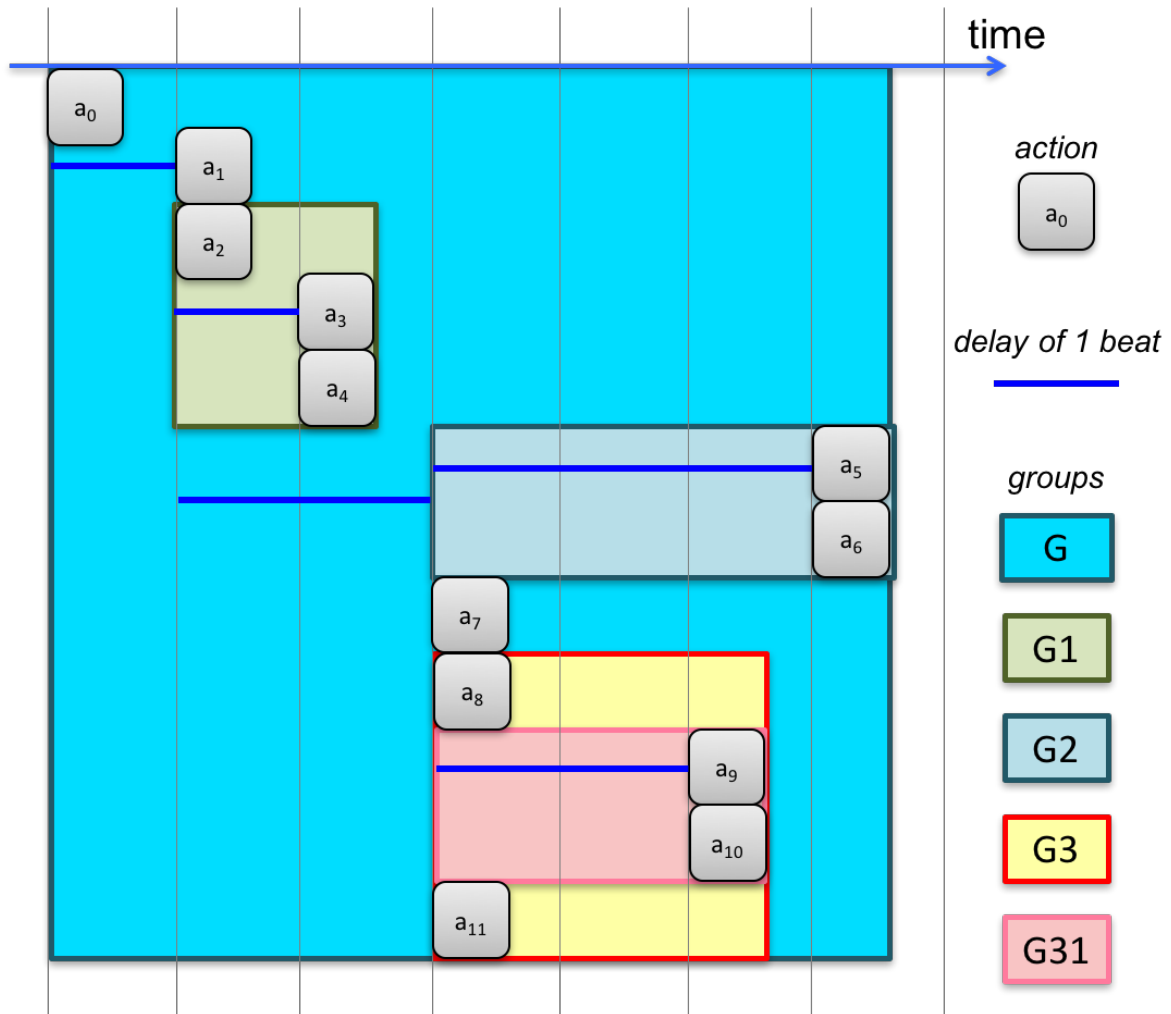 time
a₀
a₁
a₂
a₃
a₄
a₅
a₆
a₇
a₈
a₉
a₁₀
a₁₁
action
a₀
delay of 1 beat
groups
G
G1
G2
G3
G31